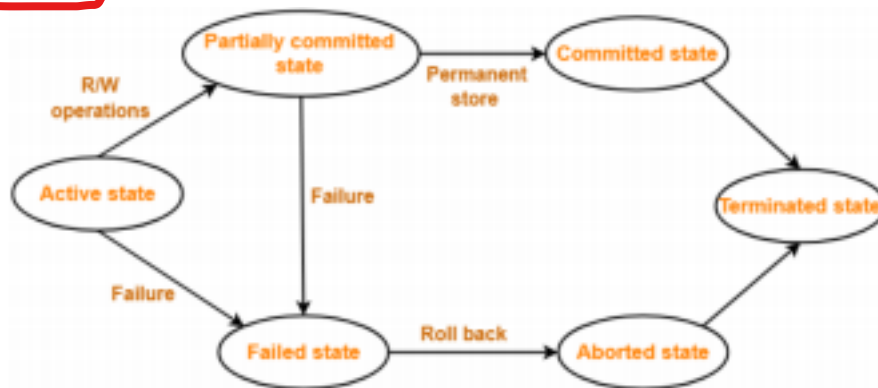 Partially committed
state
Committed state
R/W
operations
Permanent
store
Active state
Failure
Terminated state
Failure
Failed state
Roll back
Aborted state